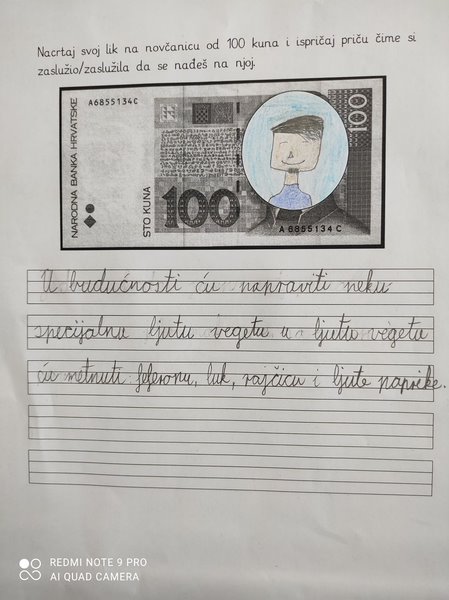 Nacrtaj svoj lik na novčanicu od 100 kuna i ispričaj priču čime si
zaslužio/zaslužila da se nađeš na njoj.
NARODNA BANKA HRVATSKE
A6855134C
STO KUNA
100
100
A6855134C
U budućnosti ću napraviti neku
specijalnu ljutu vegetu u ljutu vegetu
ću metnuti feferonu, luk, rajčicu i ljute paprike.
REDMI NOTE 9 PRO
AI QUAD CAMERA